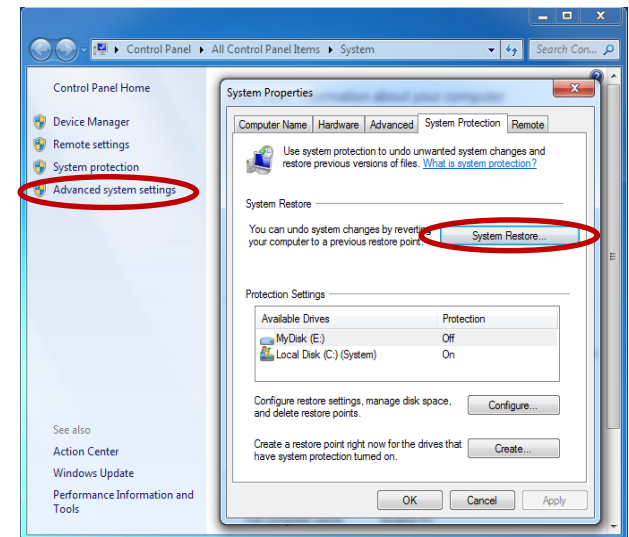 Control Panel ▸ All Control Panel Items ▸ System
Search Con...
Control Panel Home
Device Manager
Remote settings
System protection
Advanced system settings
See also
Action Center
Windows Update
Performance Information and
Tools
System Properties
Computer Name Hardware Advanced System Protection Remote
Use system protection to undo unwanted system changes and
restore previous versions of files. What is system protection?
System Restore
You can undo system changes by reverting
your computer to a previous restore point.
System Restore...
Protection Settings
Available Drives Protection
MyDisk (E:) Off
Local Disk (C:) (System) On
Configure restore settings, manage disk space,
and delete restore points.
Configure...
Create a restore point right now for the drives that
have system protection turned on.
Create...
OK Cancel Apply